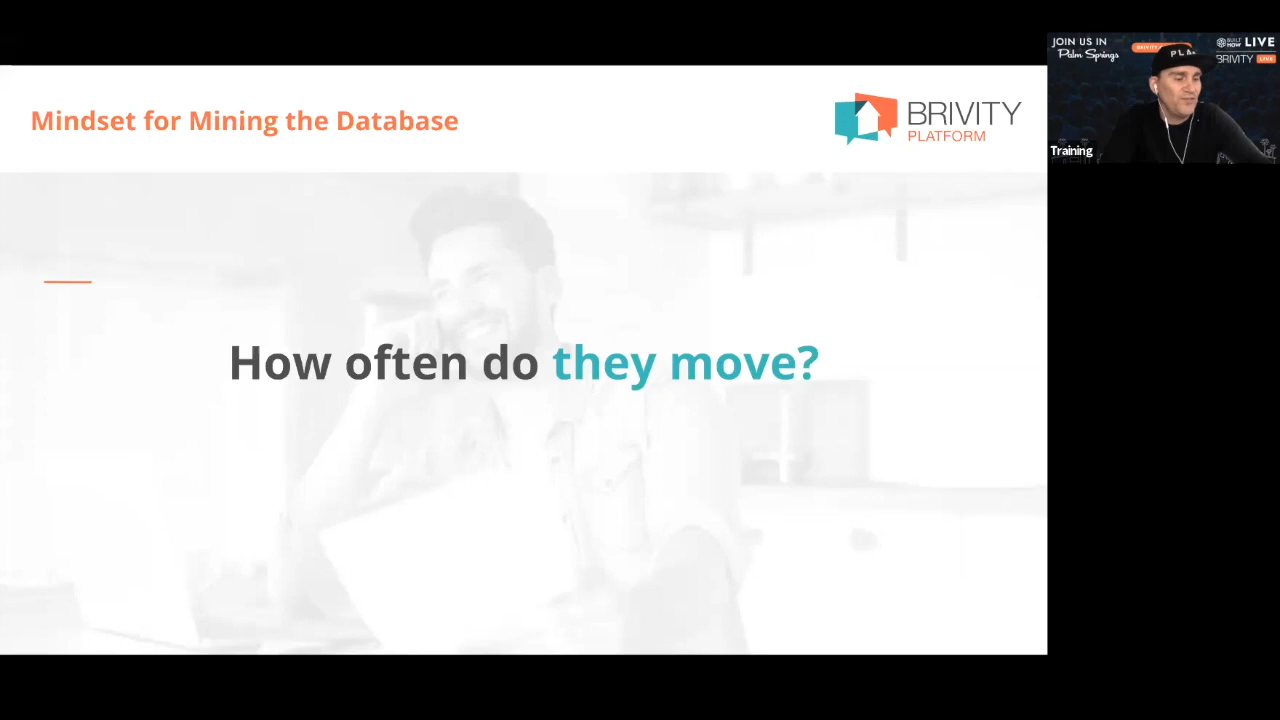 Mindset for Mining the Database
BRIVITY
PLATFORM
How often do they move?
JOIN US IN
Palm Springs
LIVE
BRIVITY LIVE
Training